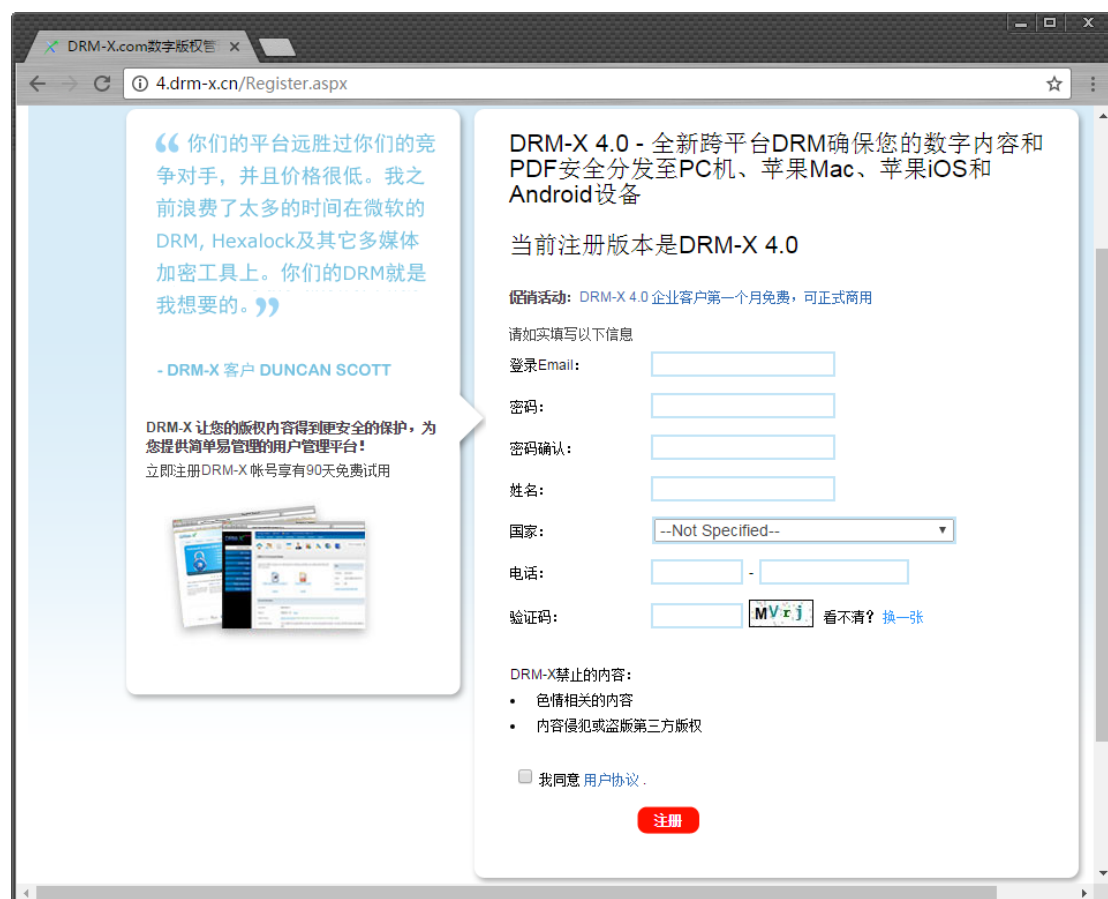 DRM-X.com数字版权管
4.drm-x.cn/Register.aspx
“你们的平台远胜过你们的竞
争对手，并且价格很低。我之
前浪费了太多的时间在微软的
DRM, Hexalock及其它多媒体
加密工具上。你们的DRM就是
我想要的。”
- DRM-X 客户 DUNCAN SCOTT
DRM-X 让您的版权内容得到更安全的保护，为
您提供简单易管理的用户管理平台！
立即注册DRM-X 帐号享有90天免费试用
DRM-X 4.0 - 全新跨平台DRM确保您的数字内容和
PDF安全分发至PC机、苹果Mac、苹果iOS和
Android设备
当前注册版本是DRM-X 4.0
促销活动：DRM-X 4.0 企业客户第一个月免费，可正式商用
请如实填写以下信息
登录Email：
密码：
密码确认：
姓名：
国家： --Not Specified--
电话： -
验证码： MVrj 看不清？ 换一张
DRM-X禁止的内容：
• 色情相关的内容
• 内容侵犯或盗版第三方版权
我同意 用户协议 .
注册